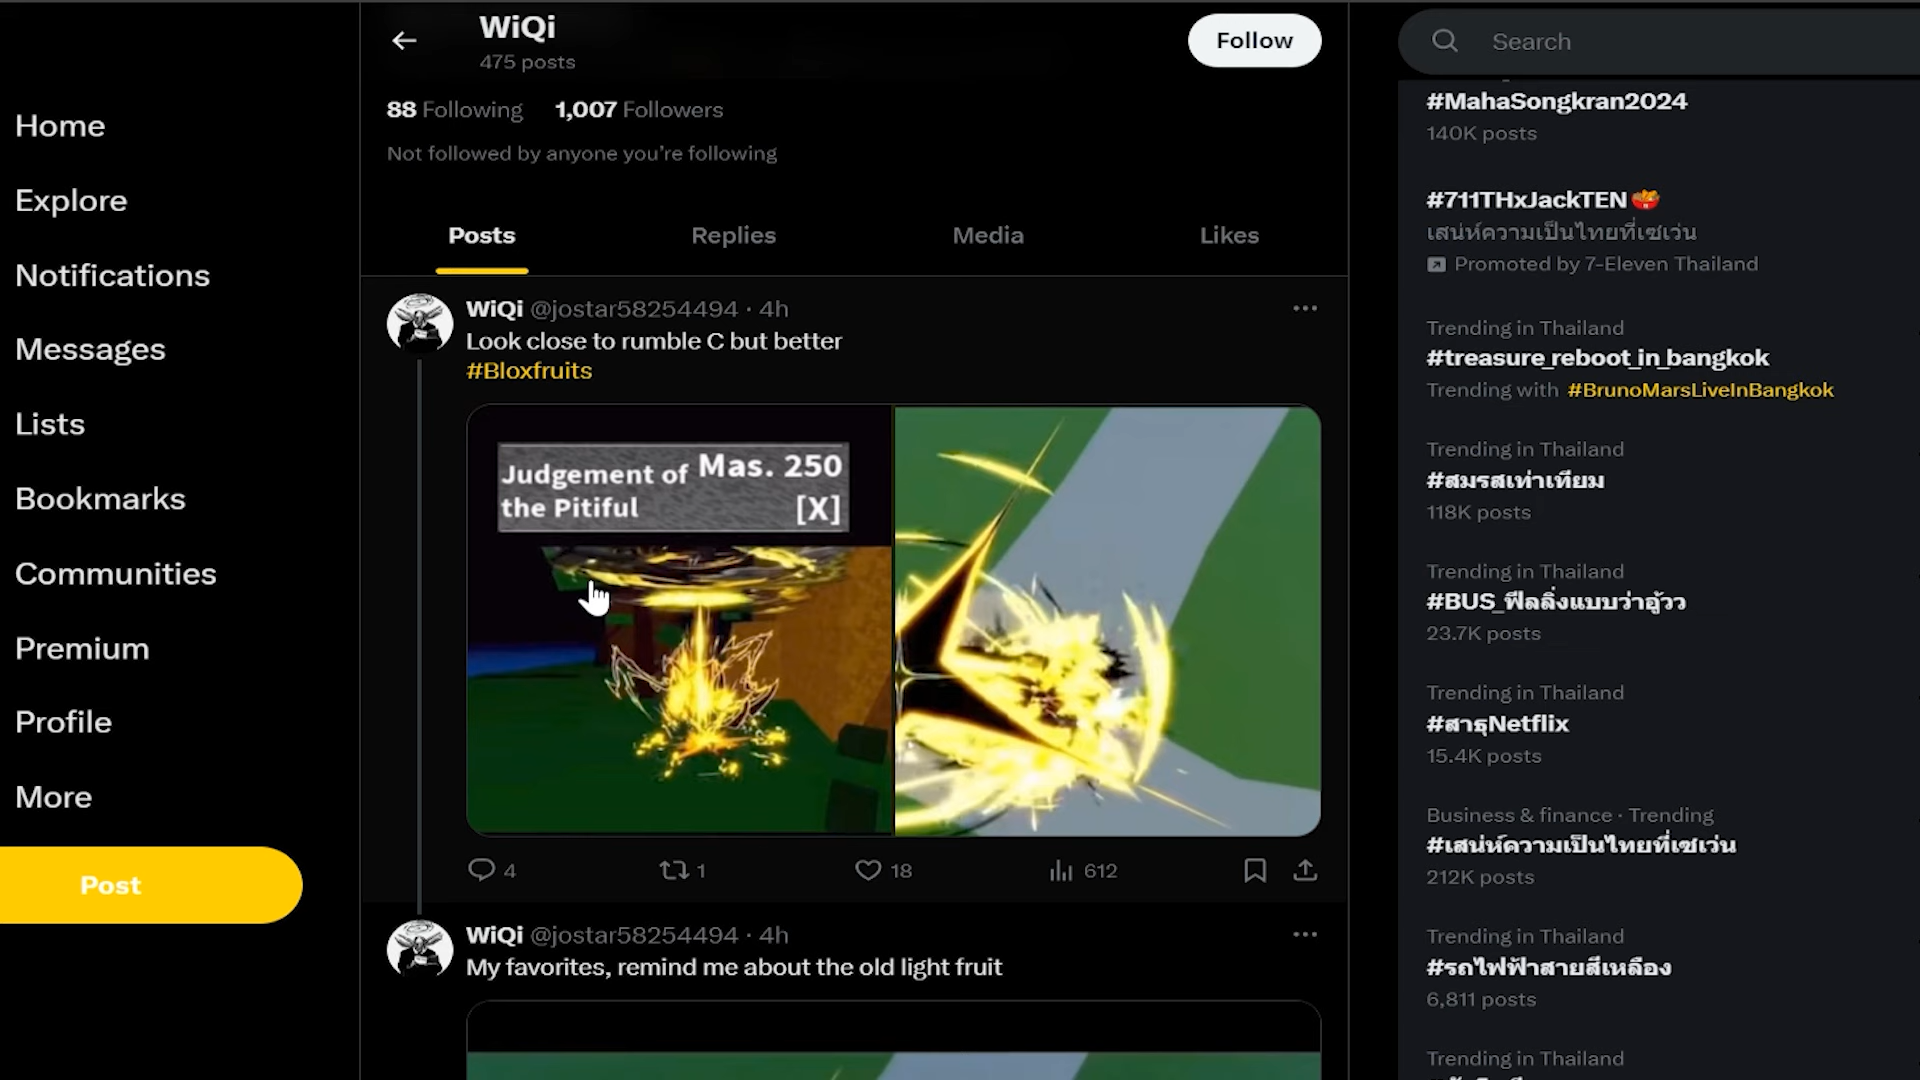 Home
Explore
Notifications
Messages
Lists
Bookmarks
Communities
Premium
Profile
More
Post
WiQi
475 posts
Follow
88 Following 1,007 Followers
Not followed by anyone you're following
Posts Replies Media Likes
WiQi @jostar58254494 · 4h
Look close to rumble C but better
#Bloxfruits
Judgement of Mas. 250
the Pitiful [X]
4 1 18 612
WiQi @jostar58254494 · 4h
My favorites, remind me about the old light fruit
Search
#MahaSongkran2024
140K posts
#711THxJackTEN
เสน่ห์ความเป็นไทยที่เซเว่น
Promoted by 7-Eleven Thailand
Trending in Thailand
#treasure_reboot_in_bangkok
Trending with #BrunoMarsLiveInBangkok
Trending in Thailand
#สมรสเท่าเทียม
118K posts
Trending in Thailand
#BUS_ฟีลลิ่งแบบว่าอู้วว
23.7K posts
Trending in Thailand
#สาธุNetflix
15.4K posts
Business & finance · Trending
#เสน่ห์ความเป็นไทยที่เซเว่น
212K posts
Trending in Thailand
#รถไฟฟ้าสายสีเหลือง
6,811 posts
Trending in Thailand